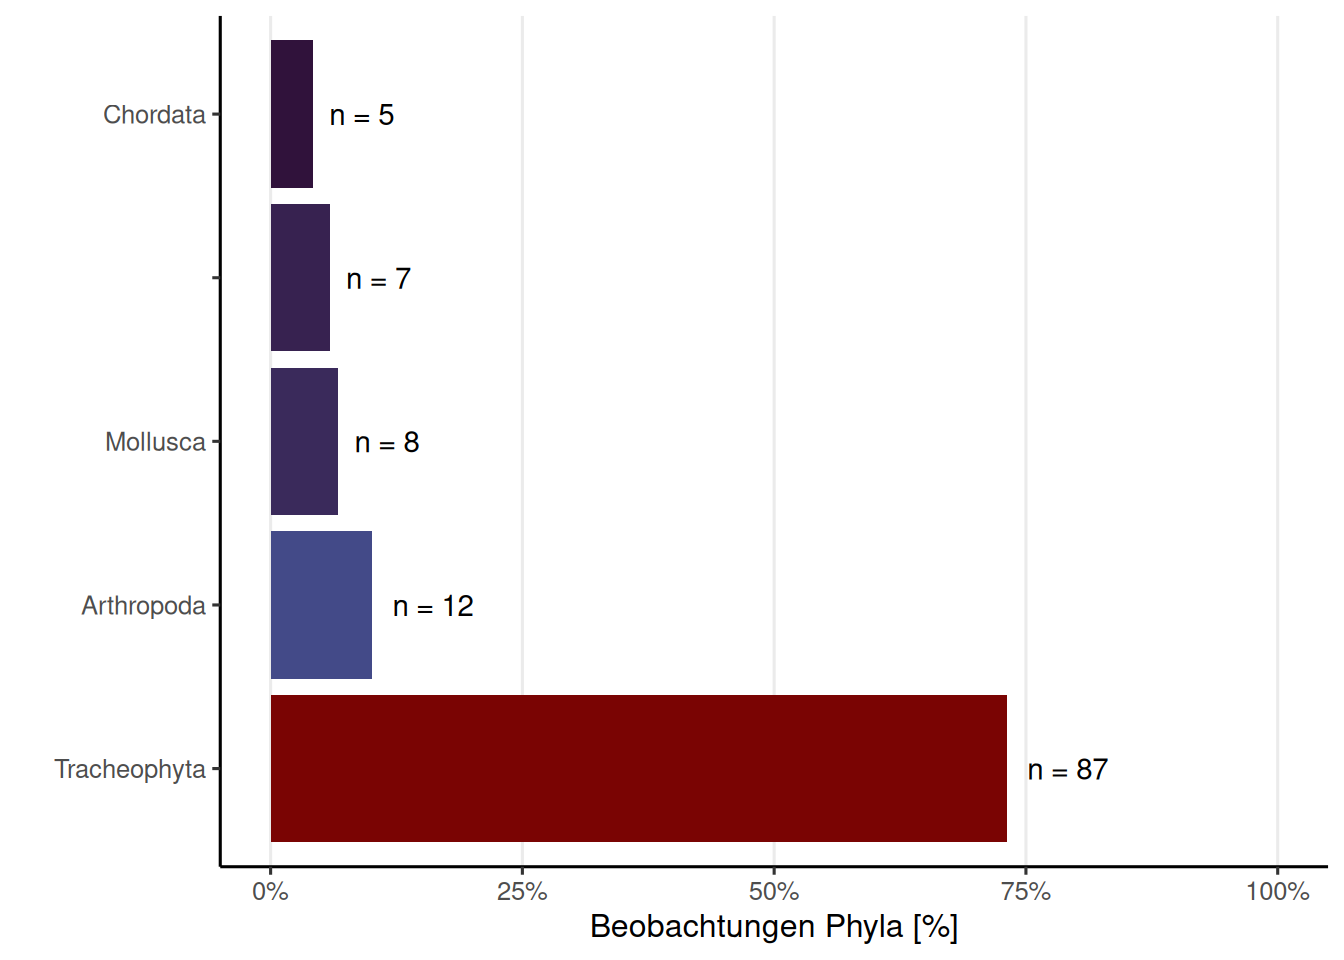 Chordata
n = 5
n = 7
Mollusca
n = 8
Arthropoda
n = 12
Tracheophyta
n = 87
0% 25% 50% 75% 100%
Beobachtungen Phyla [%]